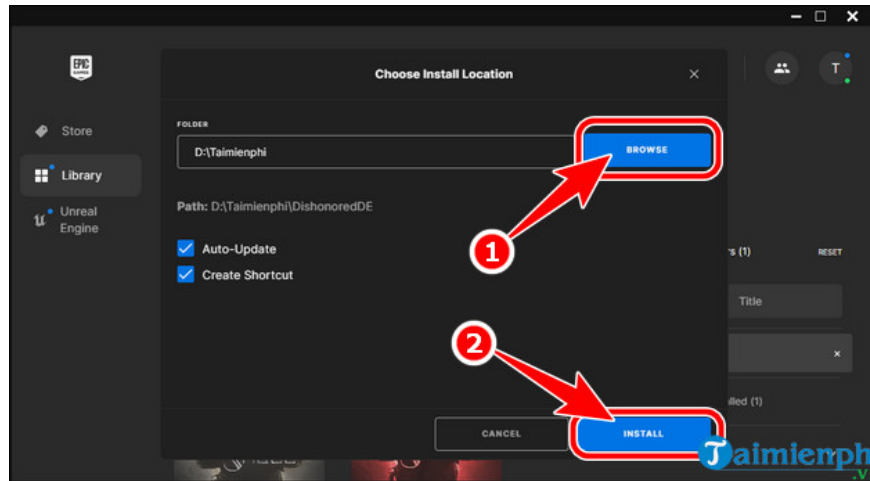 EPIC
GAMES
Choose Install Location
T
Store
Library
Unreal
Engine
FOLDER
D:\Taimienphi
BROWSE
1
Path: D:\Taimienphi\DishonoredDE
Auto-Update
Create Shortcut
rs (1)
RESET
Title
2
lled (1)
CANCEL
INSTALL
Taimienph
.v